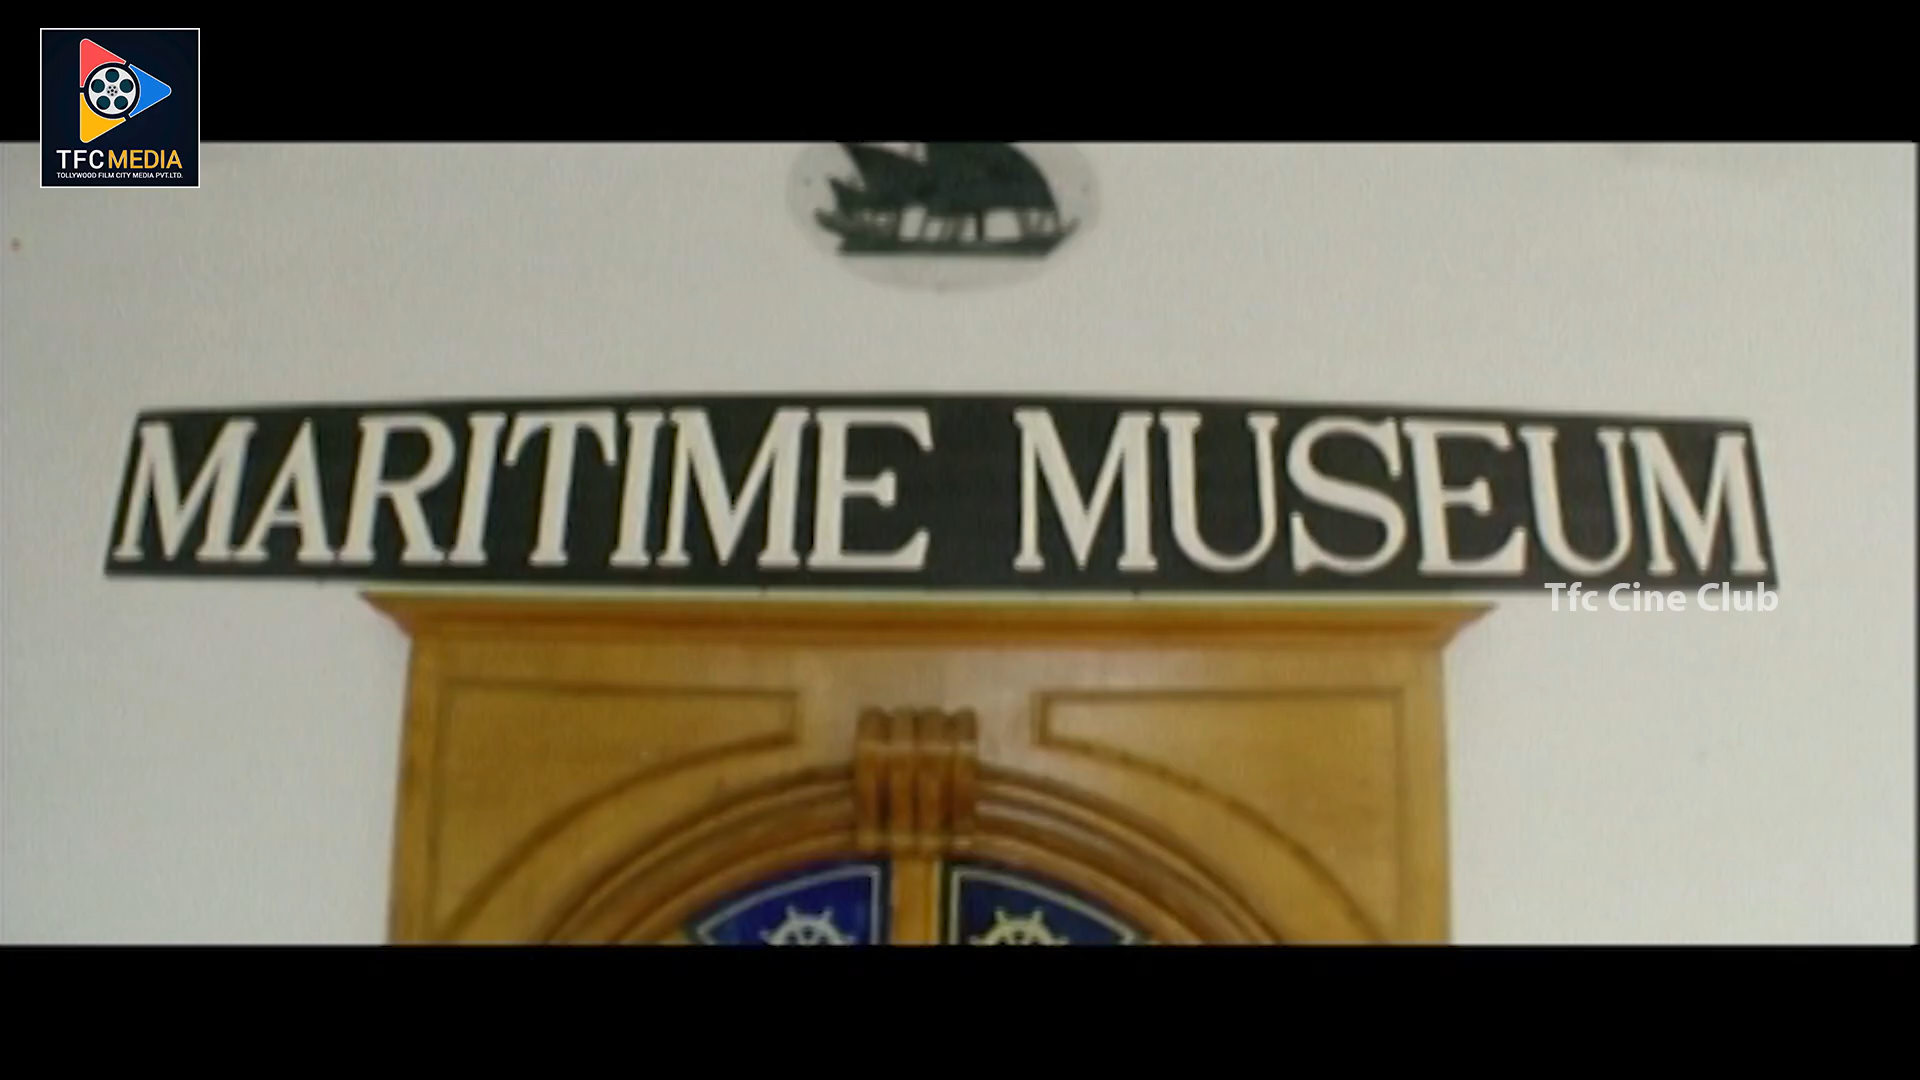 TFC MEDIA
TOLLYWOOD FILM CITY MEDIA PVT.LTD.
MARITIME MUSEUM
Tfc Cine Club